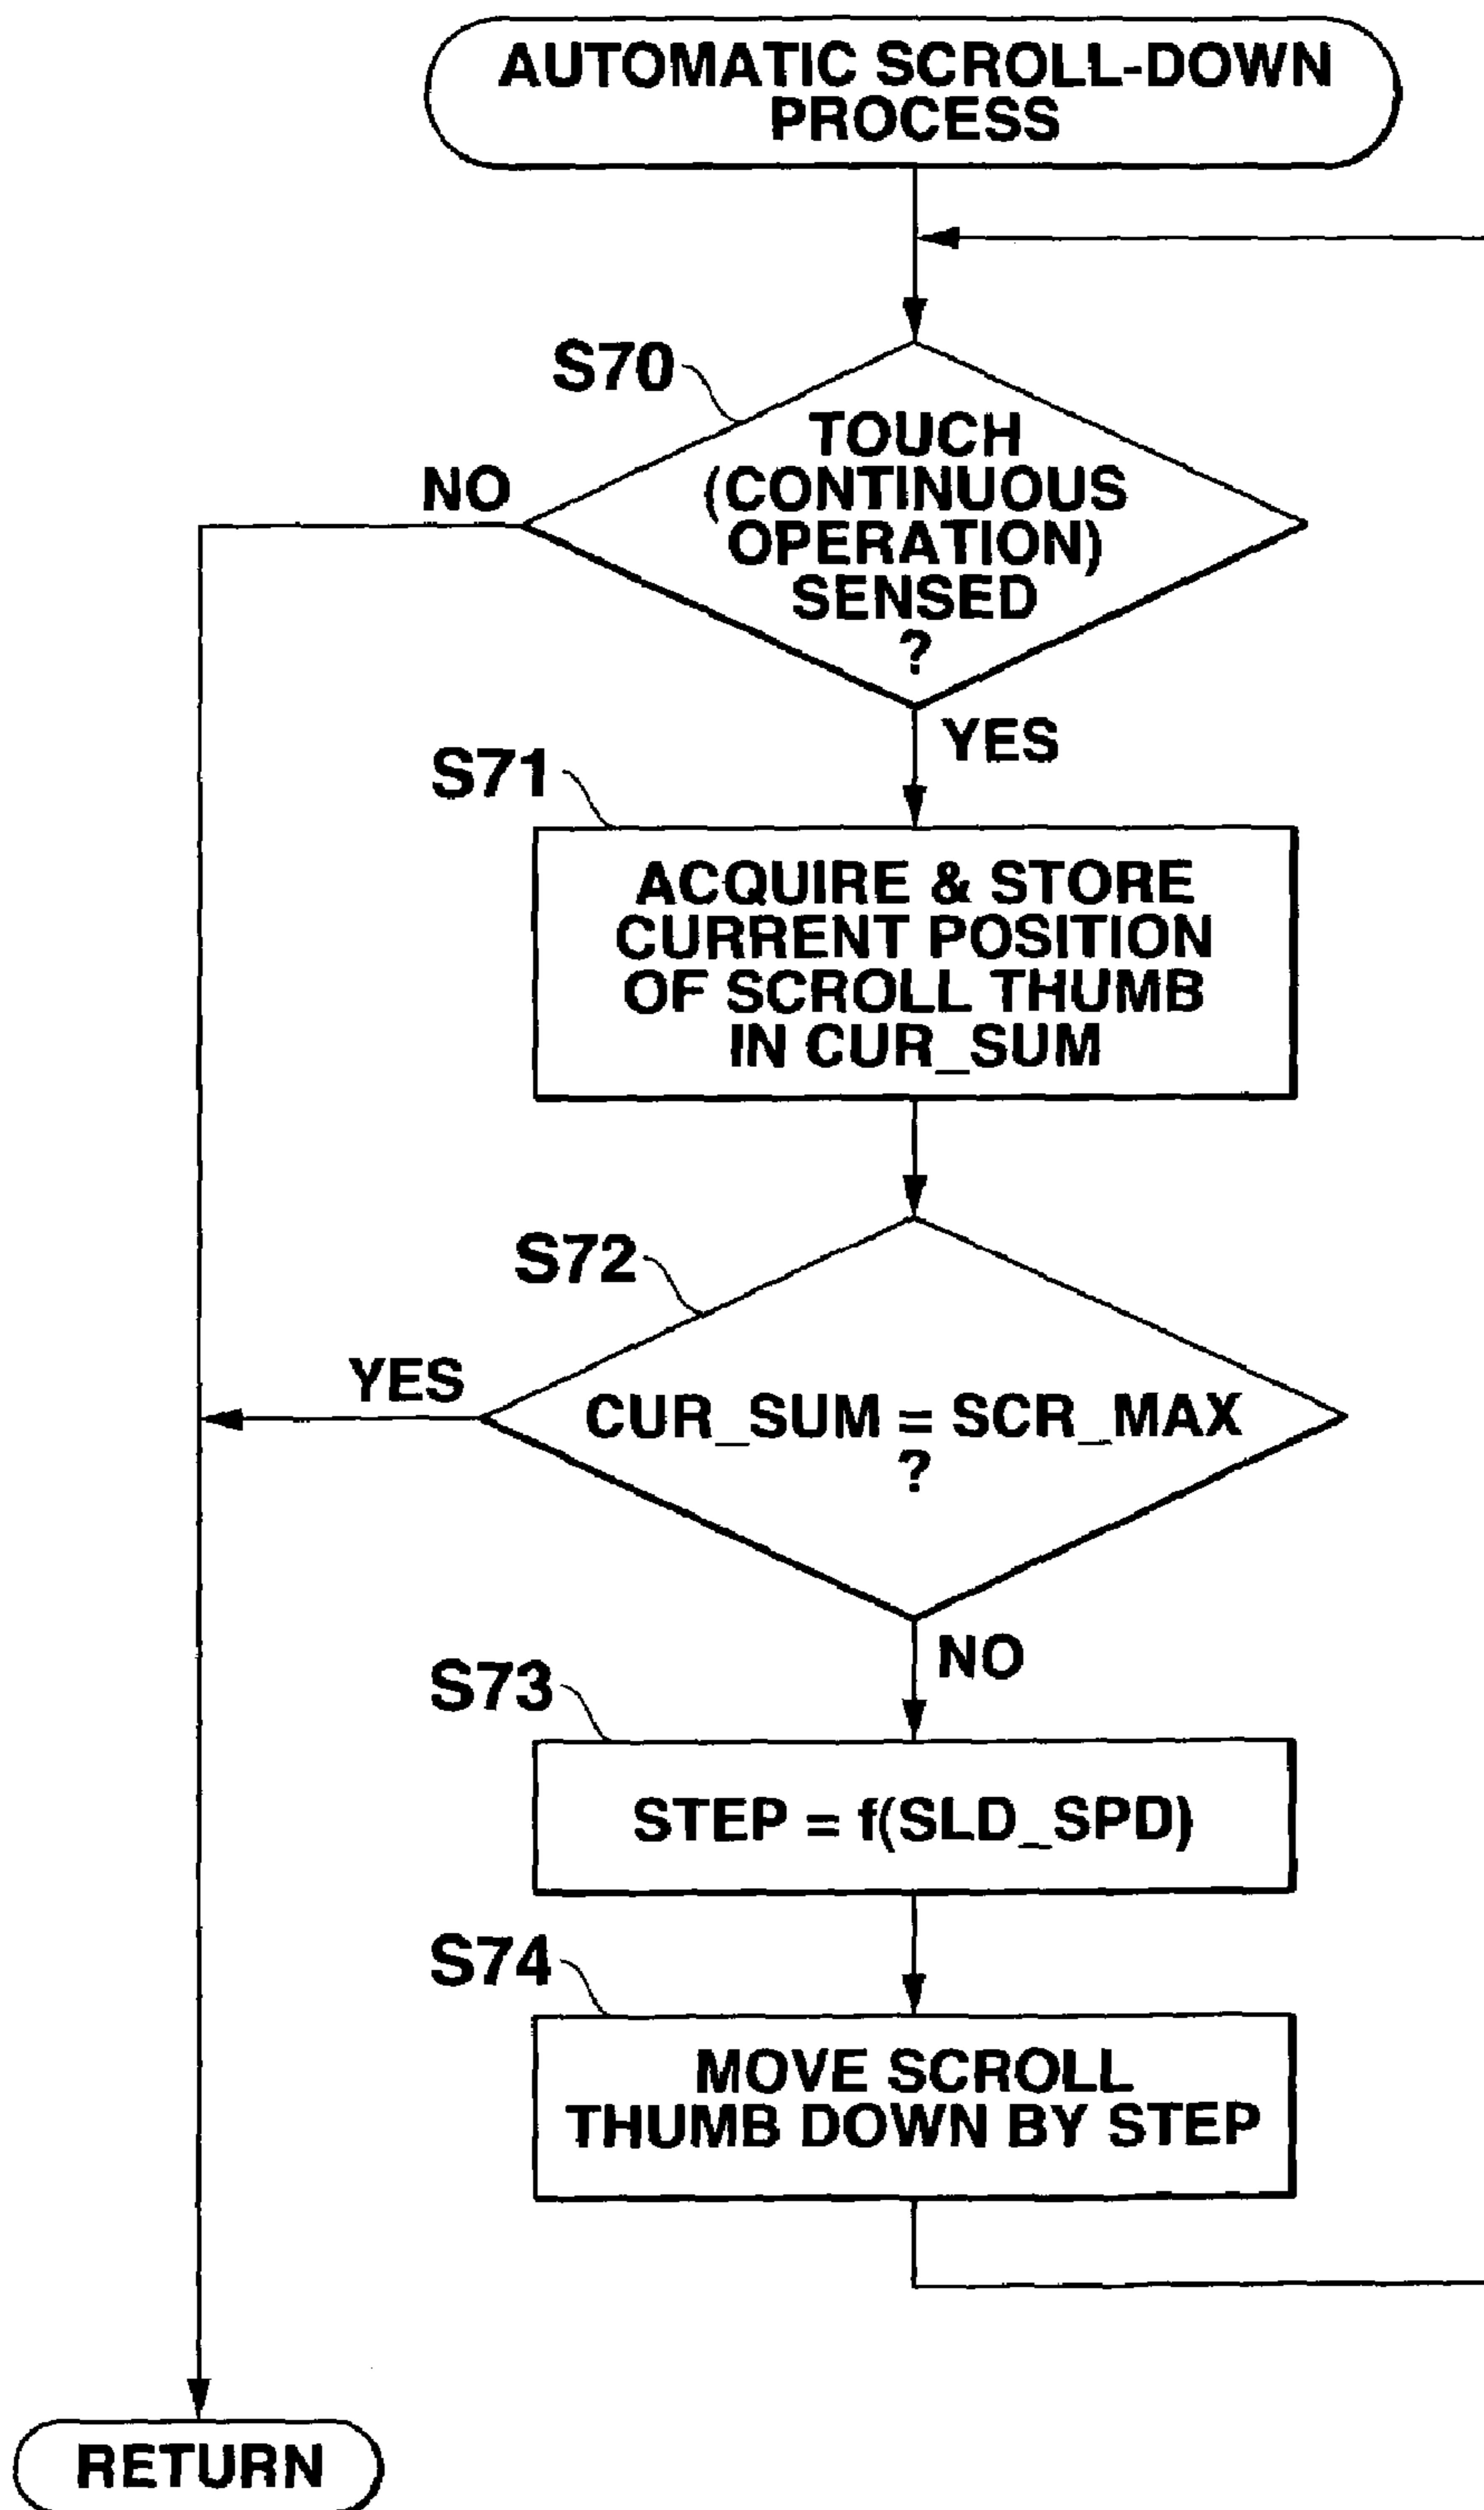 AUTOMATIC SCROLL-DOWN
PROCESS
S70
TOUCH
(CONTINUOUS
OPERATION)
SENSED
?
NO
YES
S71
ACQUIRE & STORE
CURRENT POSITION
OF SCROLL THUMB
IN CUR_SUM
S72
YES
CUR_SUM = SCR_MAX
?
NO
S73
STEP = f(SLD_SPD)
S74
MOVE SCROLL
THUMB DOWN BY STEP
RETURN